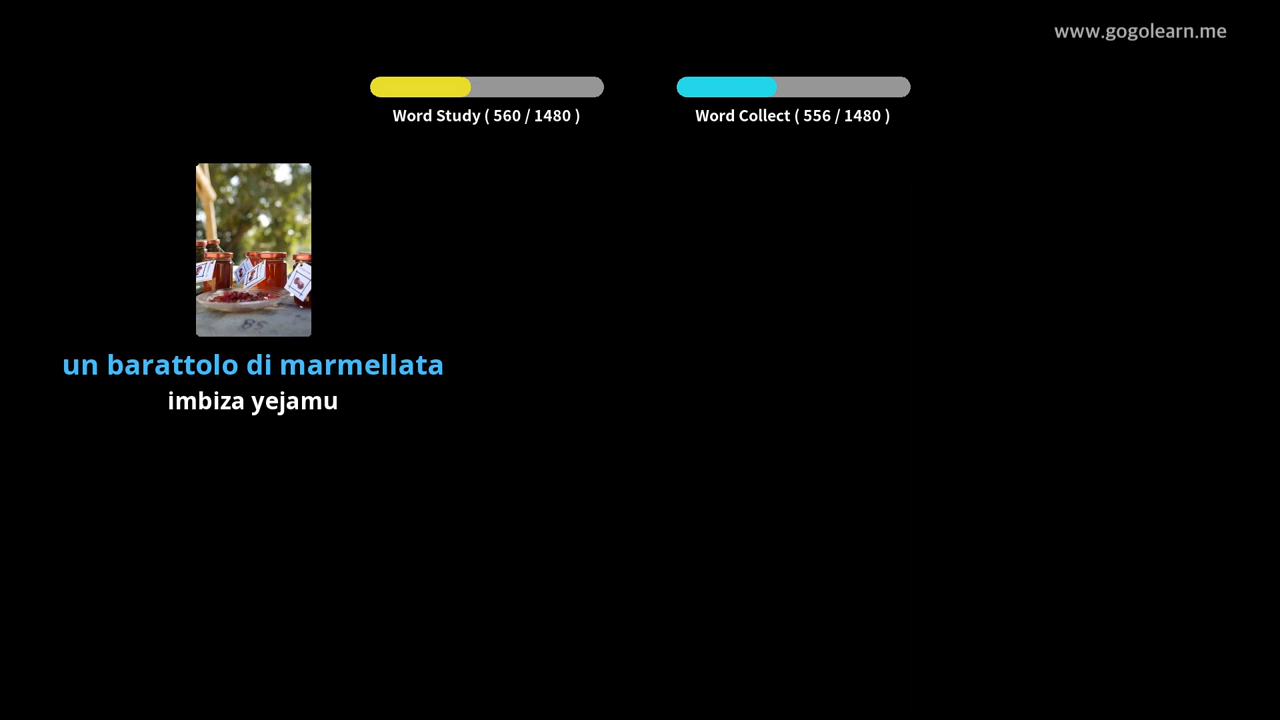 www.gogolearn.me
Word Study ( 560 / 1480 )
Word Collect ( 556 / 1480 )
un barattolo di marmellata
imbiza yejamu